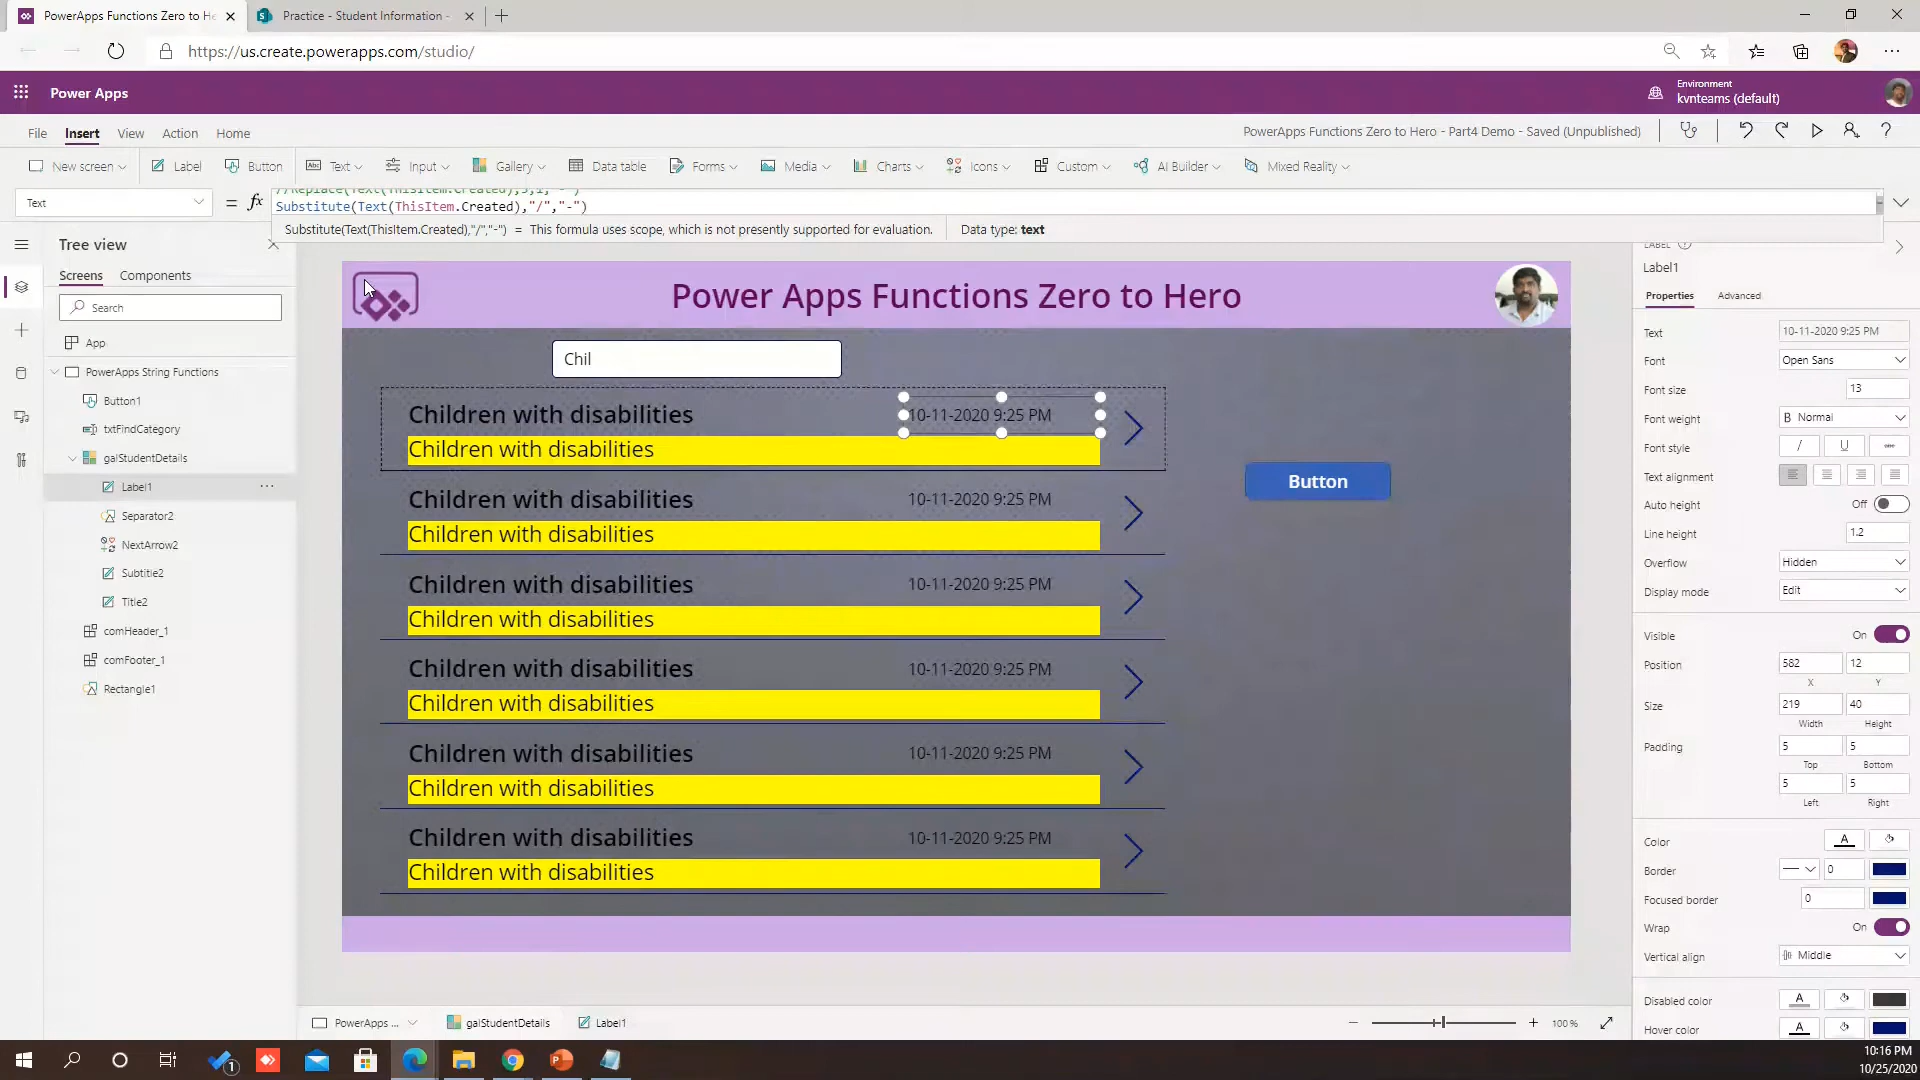 PowerApps Functions Zero to He
Practice - Student Information -
https://us.create.powerapps.com/studio/
Power Apps
Environment
kvnteams (default)
File
Insert
View
Action
Home
PowerApps Functions Zero to Hero - Part4 Demo - Saved (Unpublished)
New screen
Label
Button
Text
Input
Gallery
Data table
Forms
Media
Charts
Icons
Custom
AI Builder
Mixed Reality
Text
= fx
//Replace(Text(ThisItem.Created),3,1,"-")
Substitute(Text(ThisItem.Created),"/","-")
Substitute(Text(ThisItem.Created),"/","-") = This formula uses scope, which is not presently supported for evaluation.
Data type: text
Tree view
Screens
Components
Search
App
PowerApps String Functions
Button1
txtFindCategory
galStudentDetails
Label1
Separator2
NextArrow2
Subtitle2
Title2
comHeader_1
comFooter_1
Rectangle1
Power Apps Functions Zero to Hero
Chil
Children with disabilities
10-11-2020 9:25 PM
Children with disabilities
Children with disabilities
10-11-2020 9:25 PM
Children with disabilities
Children with disabilities
10-11-2020 9:25 PM
Children with disabilities
Children with disabilities
10-11-2020 9:25 PM
Children with disabilities
Children with disabilities
10-11-2020 9:25 PM
Children with disabilities
Children with disabilities
10-11-2020 9:25 PM
Children with disabilities
Button
LABEL
Label1
Properties
Advanced
Text
10-11-2020 9:25 PM
Font
Open Sans
Font size
13
Font weight
B Normal
Font style
/ U abc
Text alignment
Auto height
Off
Line height
1.2
Overflow
Hidden
Display mode
Edit
Visible
On
Position
582
12
X
Y
Size
219
40
Width
Height
Padding
5
5
Top
Bottom
5
5
Left
Right
Color
A
Border
0
Focused border
0
Wrap
On
Vertical align
Middle
Disabled color
A
Hover color
A
PowerApps ...
galStudentDetails
Label1
100 %
1
10:16 PM
10/25/2020